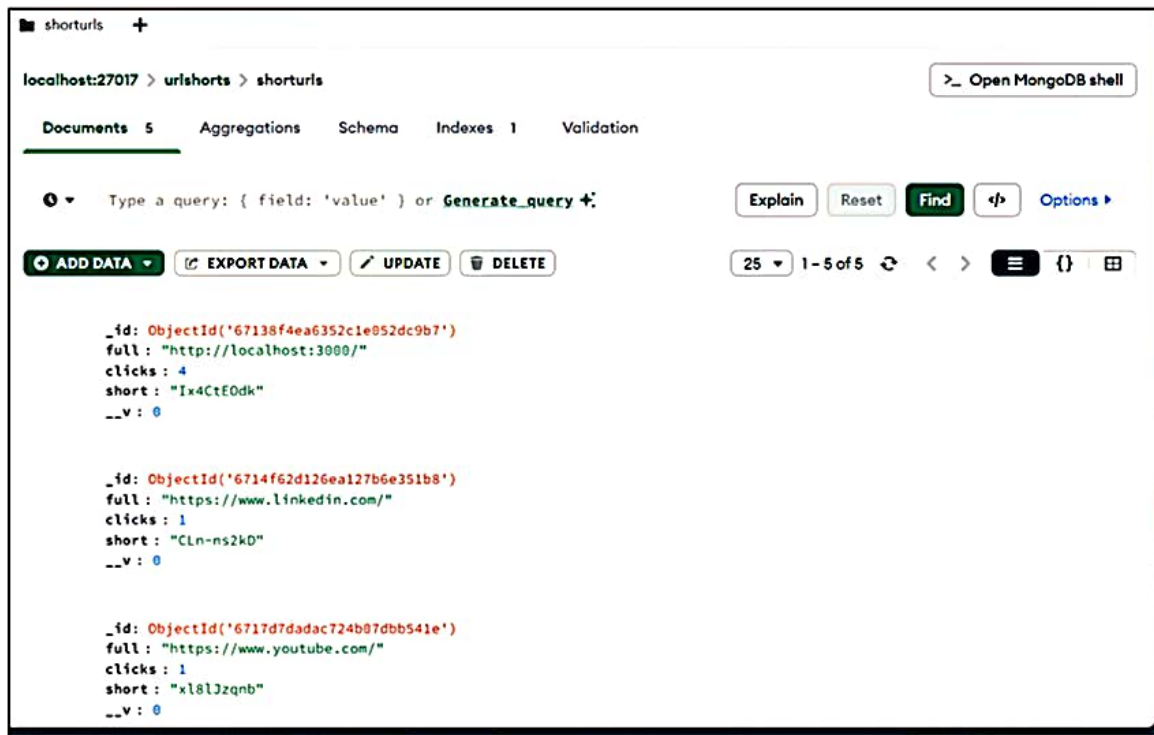 shorturls +
localhost:27017 > urlshorts > shorturls
>_ Open MongoDB shell
Documents 5 Aggregations Schema Indexes 1 Validation
Type a query: { field: 'value' } or Generate query
Explain Reset Find </> Options
ADD DATA EXPORT DATA UPDATE DELETE
25 1-5 of 5 < > {}
_id: ObjectId('67138f4ea6352c1e052dc9b7')
full : "http://localhost:3000/"
clicks : 4
short : "Ix4CtEOdk"
__v : 0
_id: ObjectId('6714f62d126ea127b6e351b8')
full : "https://www.linkedin.com/"
clicks : 1
short : "CLn-ns2kD"
__v : 0
_id: ObjectId('6717d7dadac724b07dbb541e')
full : "https://www.youtube.com/"
clicks : 1
short : "xl8lJzqnb"
__v : 0